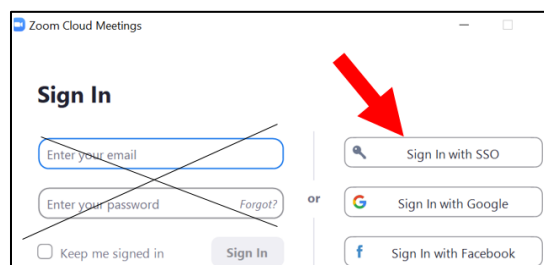 Zoom Cloud Meetings
Sign In
Enter your email
Enter your password Forgot?
Keep me signed in Sign In
or
Sign In with SSO
Sign In with Google
Sign In with Facebook